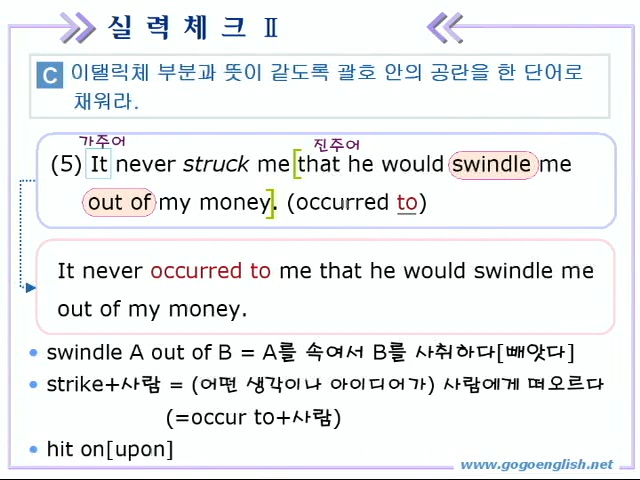 실 력 체 크 Ⅱ
C 이탤릭체 부분과 뜻이 같도록 괄호 안의 공란을 한 단어로
채워라.
가주어 진주어
(5) It never struck me [that he would swindle me
out of my money]. (occurred to)
It never occurred to me that he would swindle me
out of my money.
• swindle A out of B = A를 속여서 B를 사취하다[빼앗다]
• strike+사람 = (어떤 생각이나 아이디어가) 사람에게 떠오르다
(=occur to+사람)
• hit on[upon]
www.gogoenglish.net